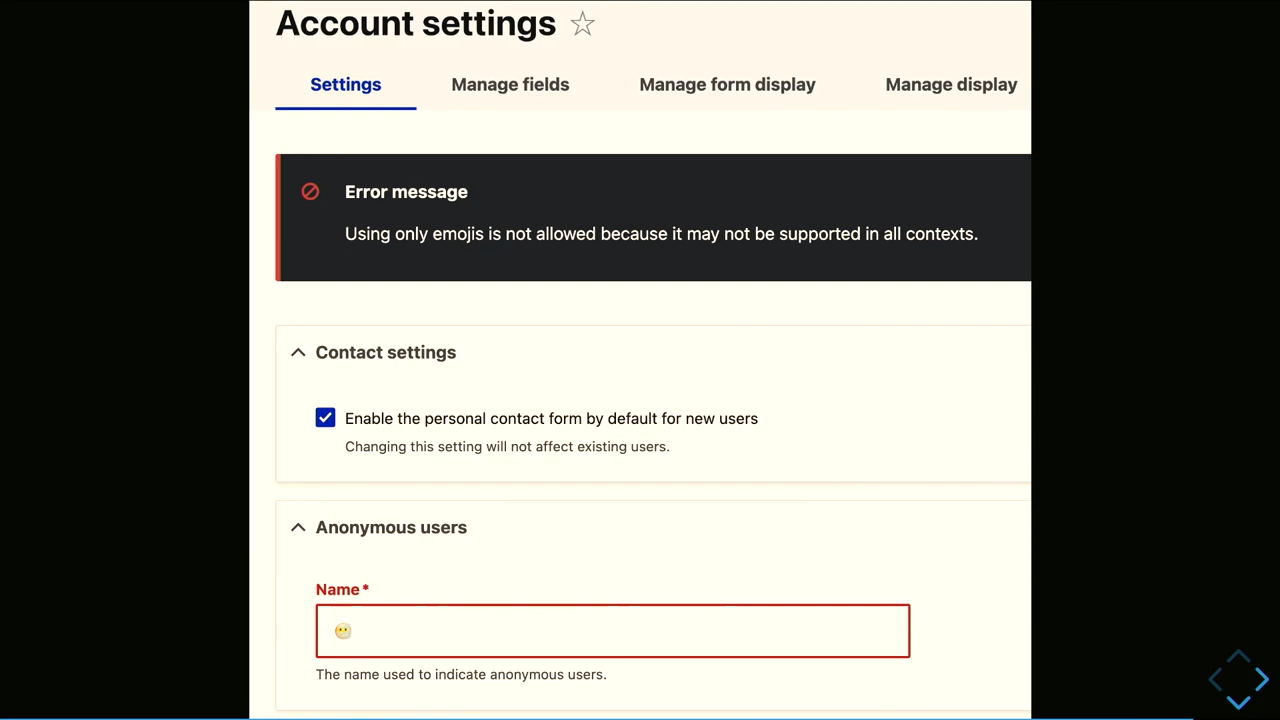 Account settings
Settings Manage fields Manage form display Manage display
Error message
Using only emojis is not allowed because it may not be supported in all contexts.
Contact settings
Enable the personal contact form by default for new users
Changing this setting will not affect existing users.
Anonymous users
Name*
😶
The name used to indicate anonymous users.